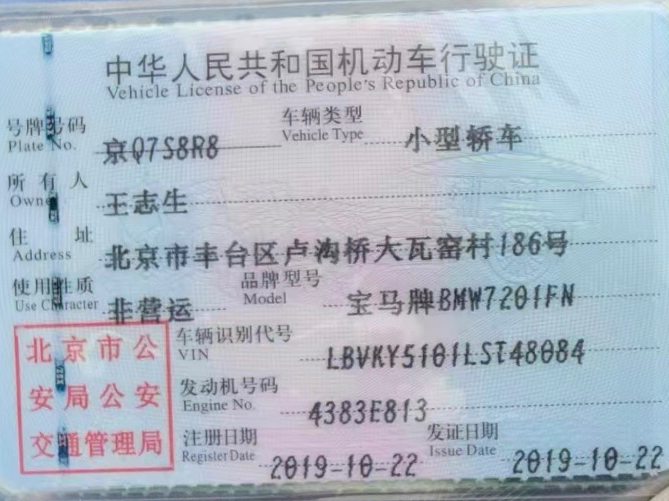 中华人民共和国机动车行驶证
Vehicle License of the People's Republic of China
号牌号码 京Q7S8R8 车辆类型 小型轿车
Plate No. Vehicle Type
所有人 王志生
Owner
住址 北京市丰台区卢沟桥大瓦窑村186号
Address
使用性质 非营运 品牌型号 宝马牌BMW7201FN
Use Character Model
北京市公
安局公安
交通管理局
车辆识别代号 LBVKY5101LST48084
VIN
发动机号码 4383E813
Engine No.
注册日期 2019-10-22 发证日期 2019-10-22
Register Date Issue Date